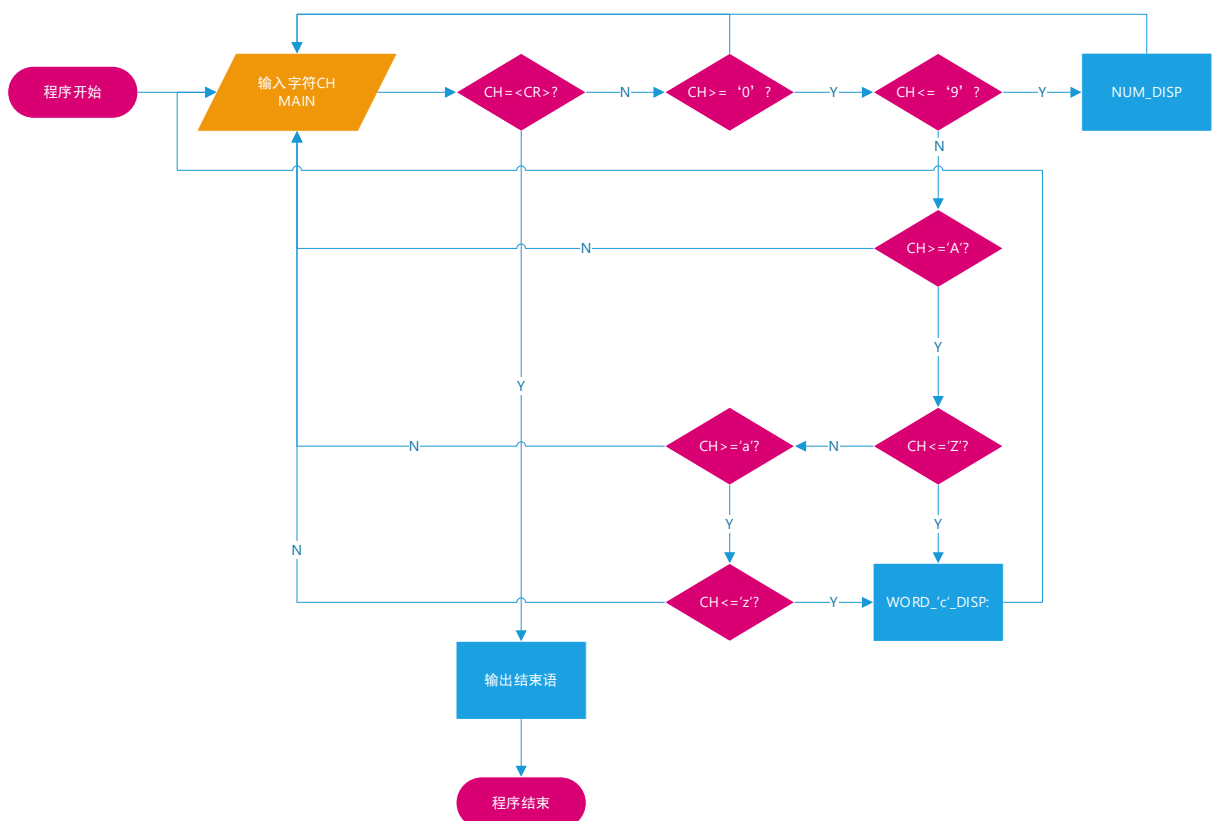 程序开始
输入字符CH
MAIN
CH=<CR>?
N
CH>=‘0’?
Y
CH<=‘9’?
Y
NUM_DISP
N
CH>='A'?
N
Y
Y
CH>='a'?
N
CH<='Z'?
N
Y
Y
N
CH<='z'?
Y
WORD_'c'_DISP:
输出结束语
程序结束